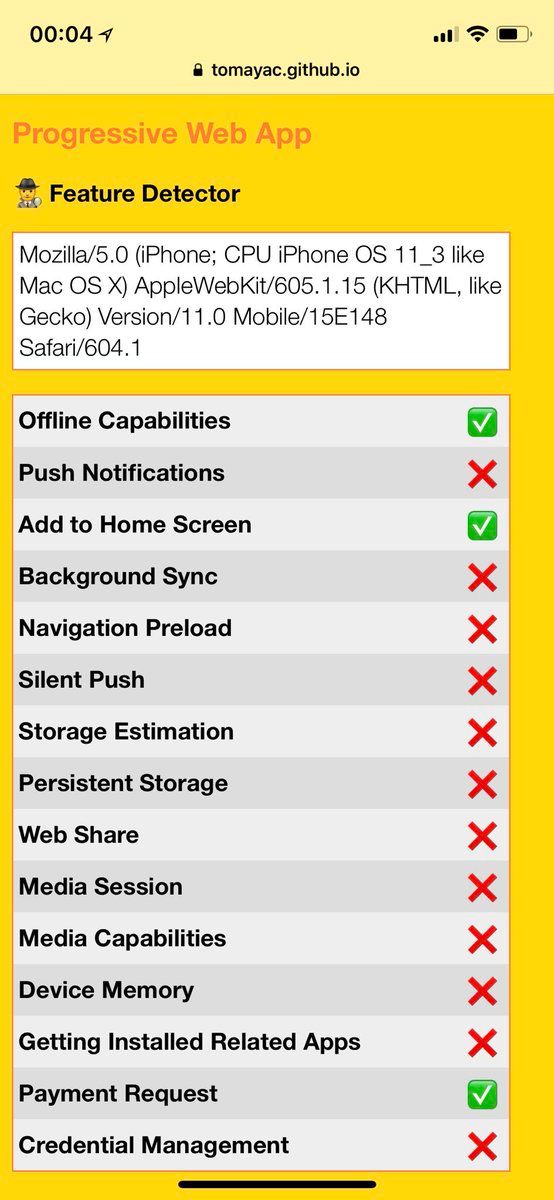 00:04
tomayac.github.io
Progressive Web App
Feature Detector
Mozilla/5.0 (iPhone; CPU iPhone OS 11_3 like
Mac OS X) AppleWebKit/605.1.15 (KHTML, like
Gecko) Version/11.0 Mobile/15E148
Safari/604.1
Offline Capabilities
Push Notifications
Add to Home Screen
Background Sync
Navigation Preload
Silent Push
Storage Estimation
Persistent Storage
Web Share
Media Session
Media Capabilities
Device Memory
Getting Installed Related Apps
Payment Request
Credential Management